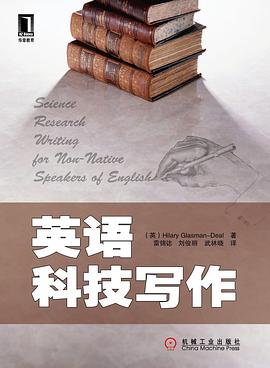 华章教育
Science
Research
Writing
for Non-Native
Speakers of English
英语
科技写作
(英) Hilary Glasman-Deal 著
雷锦誌 刘俊丽 武林晓 译
机械工业出版社
China Machine Press